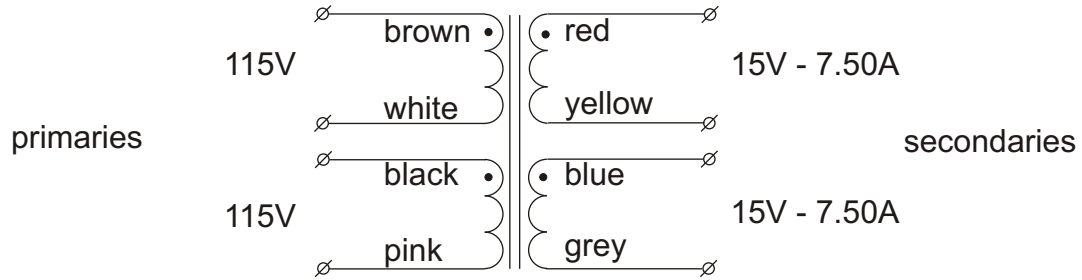 brown
red
115V
15V - 7.50A
white
yellow
primaries
secondaries
black
blue
115V
15V - 7.50A
pink
grey